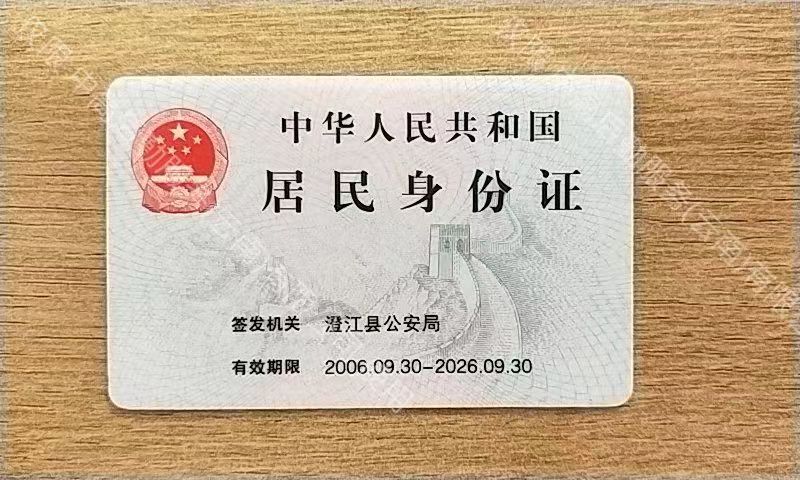 中华人民共和国
居民身份证
签发机关 澄江县公安局
有效期限 2006.09.30-2026.09.30